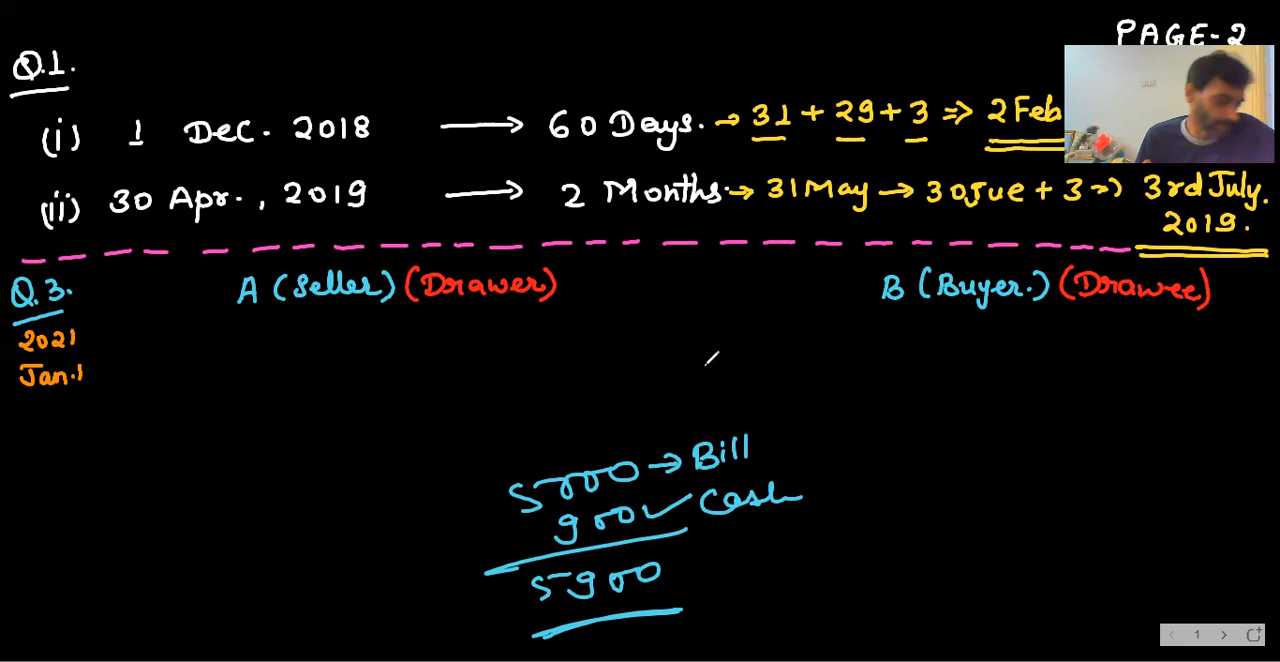 PAGE-2
Q.1.
(i) 1 Dec. 2018 → 60 Days. → 31 + 29 + 3 => 2 Feb
(ii) 30 Apr., 2019 → 2 Months. → 31 May → 30 Jue + 3 => 3rd July.
2019.
Q.3. A (Seller) (Drawer) B (Buyer.) (Drawee)
2021
Jan.1
5000 → Bill
900 ✓ Cash
5900
1